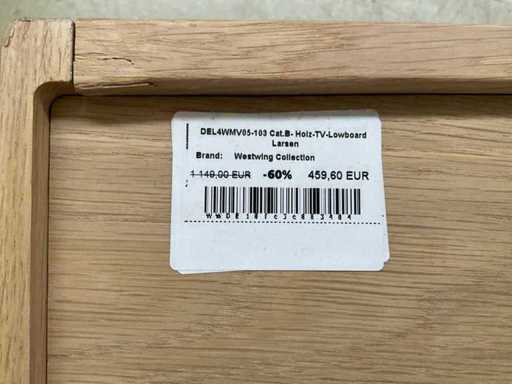 DEL4WMV05-103 Cat.B- Holz-TV-Lowboard
Larsen
Brand: Westwing Collection
1 149,00 EUR -60% 459,60 EUR